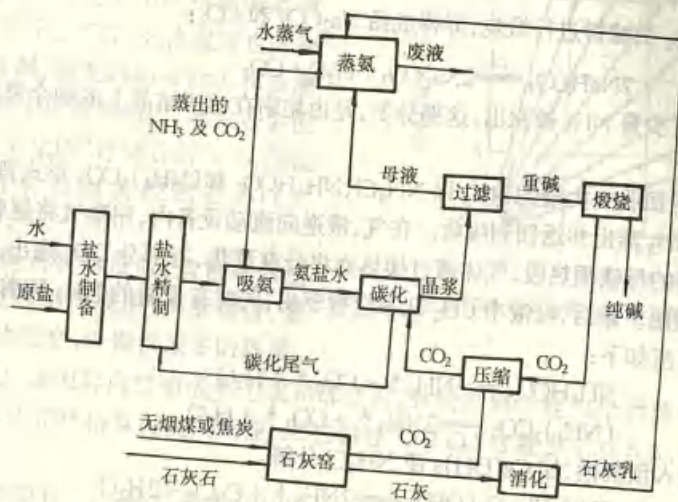 水蒸气
蒸氨
废液
蒸出的
NH₃ 及 CO₂
母液
过滤
重碱
煅烧
水
原盐
盐水制备
盐水精制
吸氨
氨盐水
碳化
晶浆
纯碱
CO₂
压缩
CO₂
碳化尾气
无烟煤或焦炭
石灰石
石灰窑
CO₂
石灰
消化
石灰乳